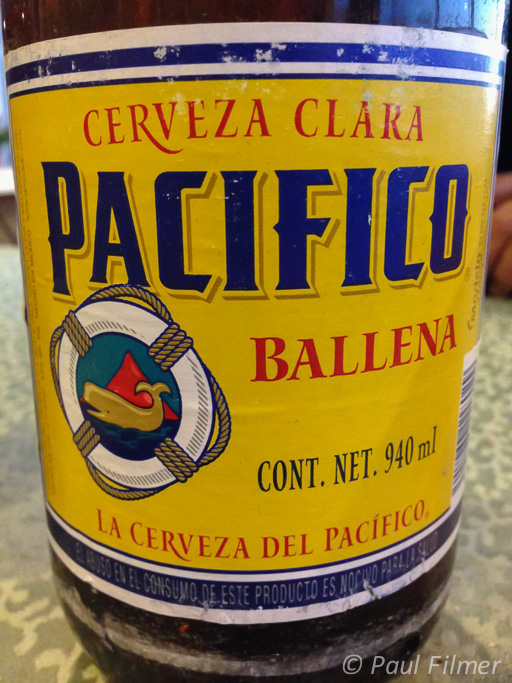 CERVEZA CLARA
PACIFICO
BALLENA
CONT. NET. 940 ml
LA CERVEZA DEL PACÍFICO®
EL ABUSO EN EL CONSUMO DE ESTE PRODUCTO ES NOCIVO PARA LA
© Paul Filmer